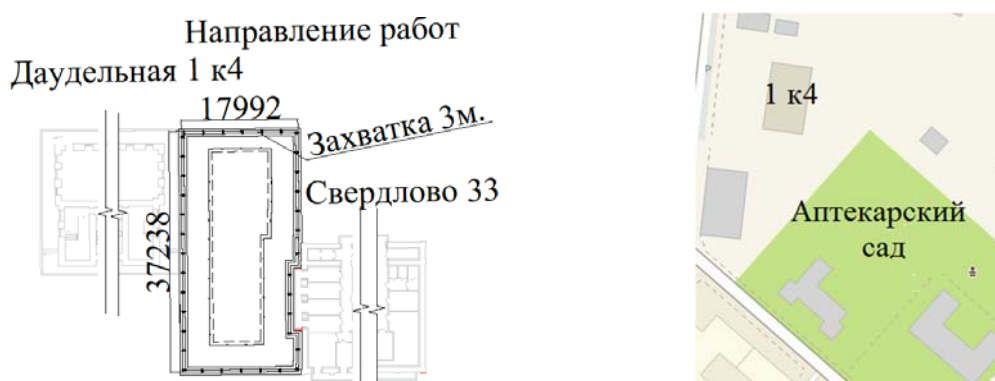 Направление работ
Даудельная 1 к4
17992
Захватка 3м.
Свердлово 33
37238
1 к4
Аптекарский
сад